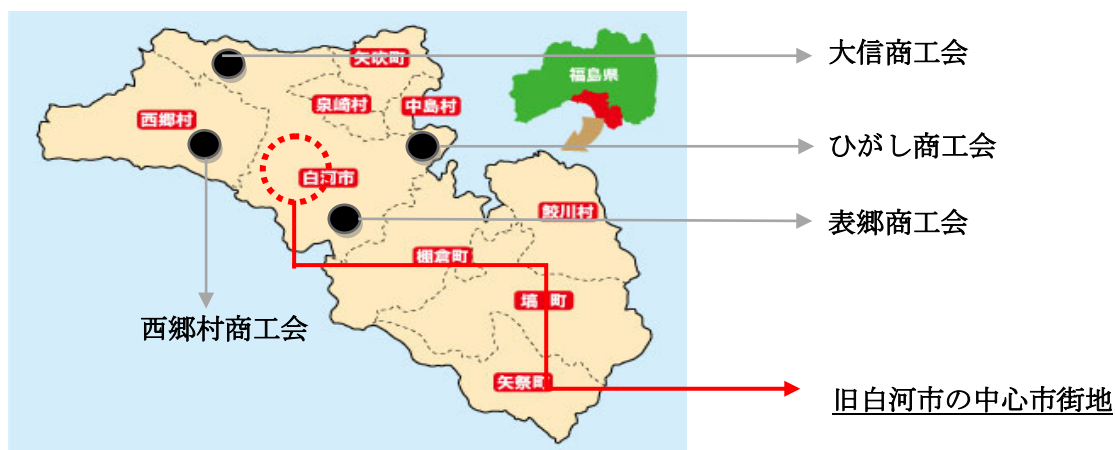 大信商工会
矢吹町
福島県
泉崎村
中島村
西郷村
ひがし商工会
白河市
鮫川村
表郷商工会
棚倉町
塙町
西郷村商工会
矢祭町
旧白河市の中心市街地